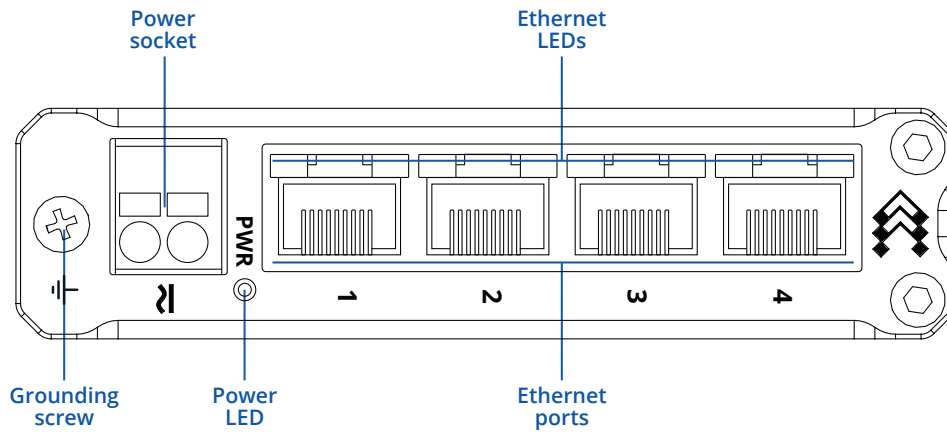 Power
socket
Ethernet
LEDs
PWR
1
2
3
4
Grounding
screw
Power
LED
Ethernet
ports